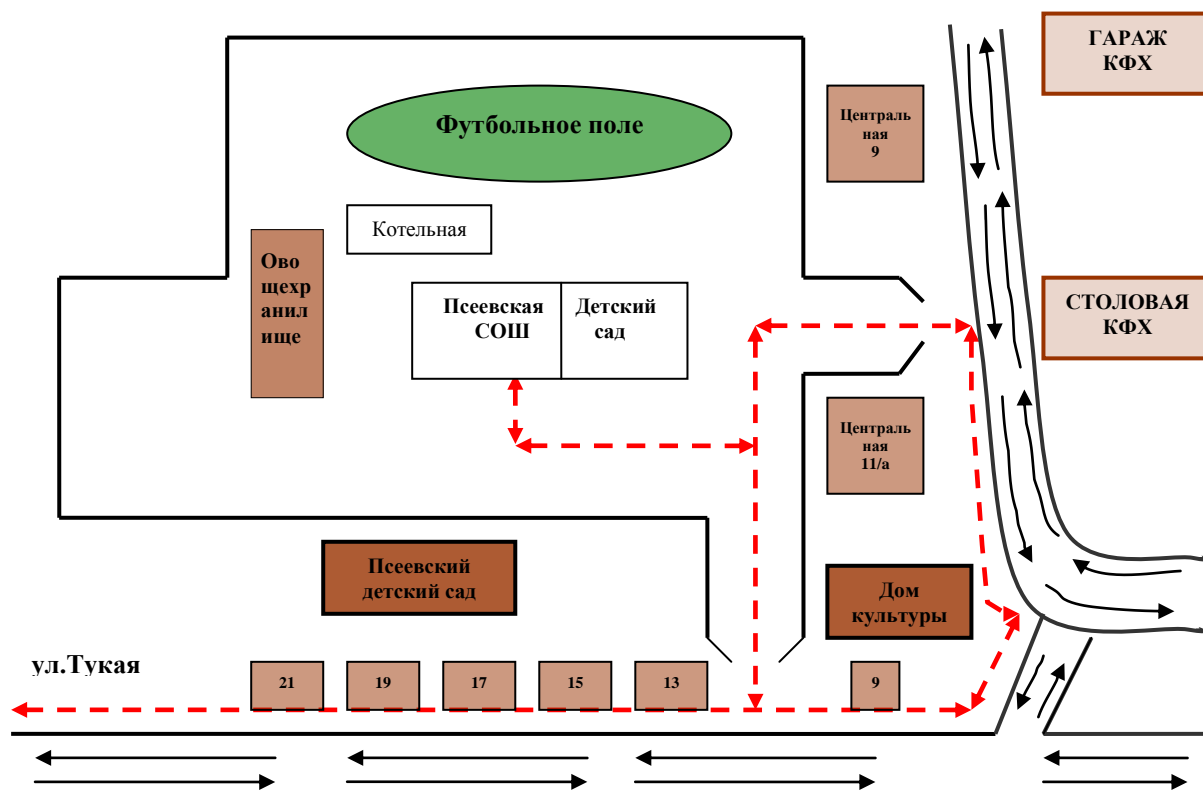 ГАРАЖ
КФХ
Футбольное поле
Централь
ная
9
Котельная
Ово
щехр
анил
ище
Псеевская
СОШ
Детский
сад
СТОЛОВАЯ
КФХ
Централь
ная
11/а
Псеевский
детский сад
Дом
культуры
ул.Тукая
21
19
17
15
13
9